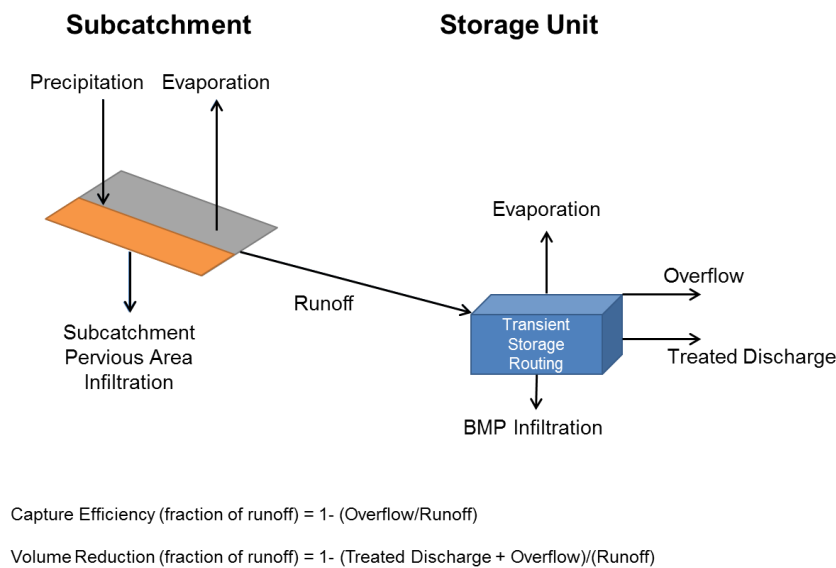 Subcatchment
Storage Unit
Precipitation
Evaporation
Evaporation
Overflow
Runoff
Transient
Storage
Routing
Subcatchment
Pervious Area
Infiltration
Treated Discharge
BMP Infiltration
Capture Efficiency (fraction of runoff) = 1- (Overflow/Runoff)
Volume Reduction (fraction of runoff) = 1- (Treated Discharge + Overflow)/(Runoff)